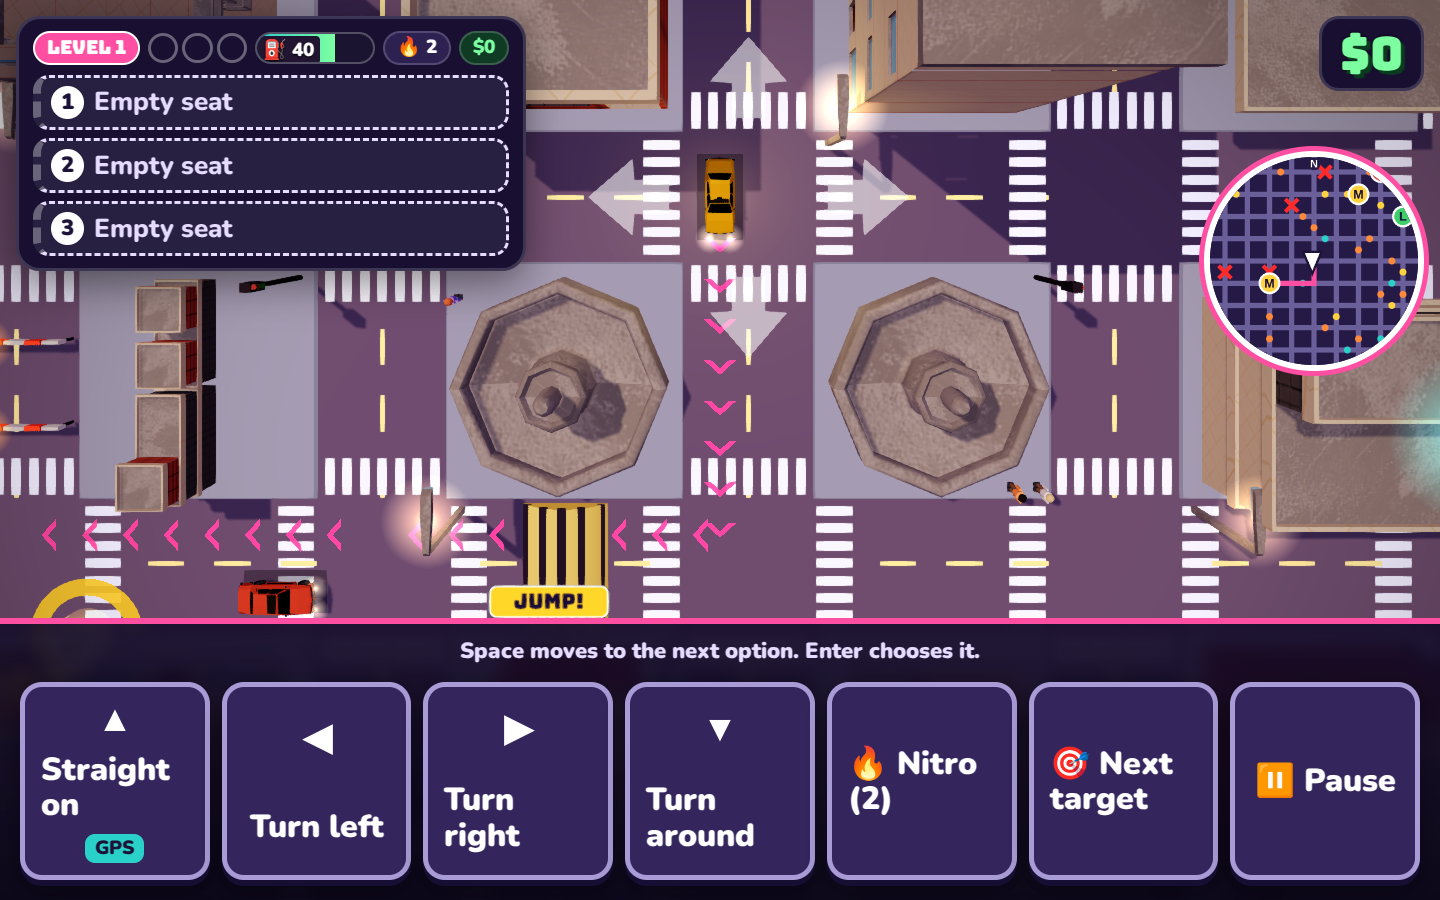 LEVEL 1
40
2
$0
1 Empty seat
2 Empty seat
3 Empty seat
$0
N
M
L
M
JUMP!
Space moves to the next option. Enter chooses it.
Straight
on
GPS
Turn left
Turn
right
Turn
around
Nitro
(2)
Next
target
Pause